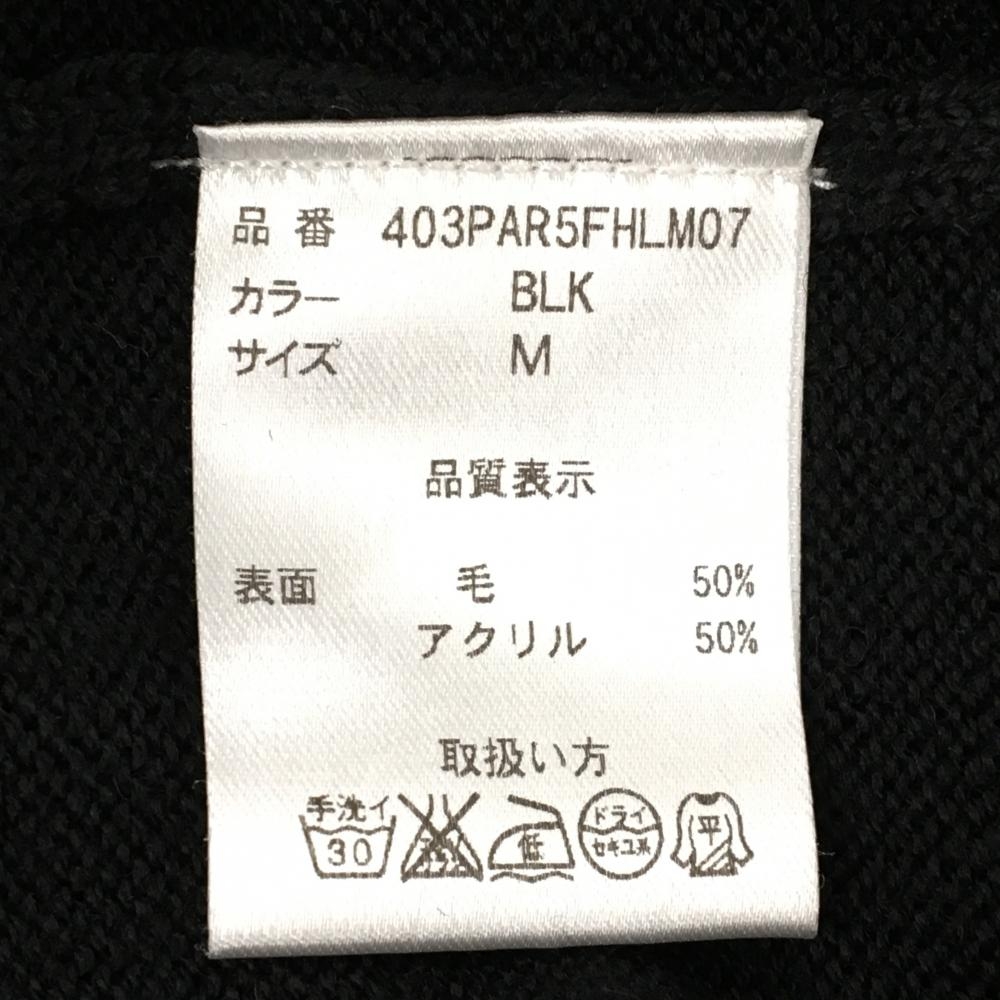 品番 403PAR5FHLM07
カラー BLK
サイズ M
品質表示
表面 毛 50%
アクリル 50%
取扱い方
手洗イ
30
低
ドライ
セキユ系
平